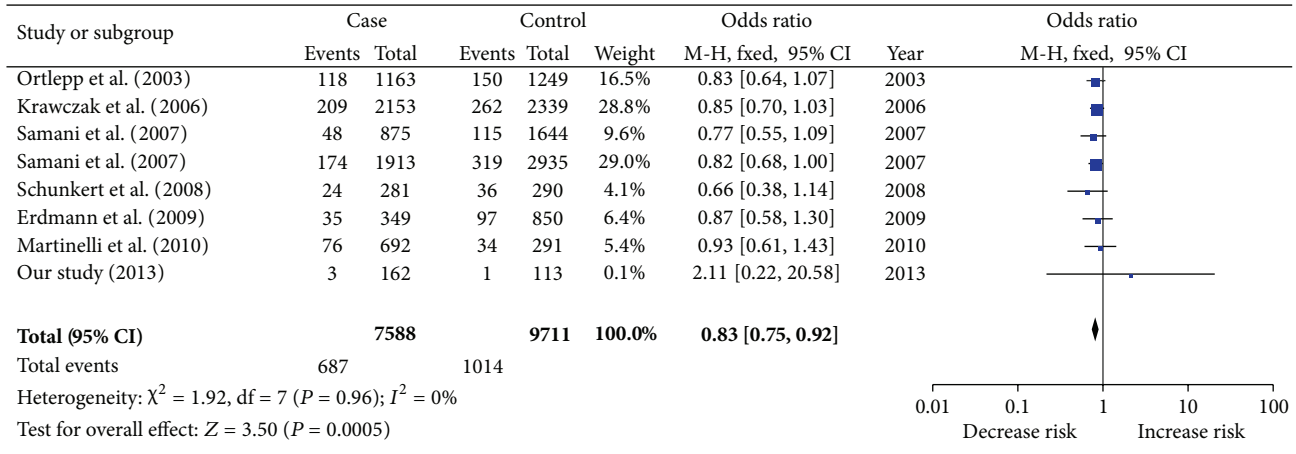 Study or subgroup Case Control Odds ratio Odds ratio
Events Total Events Total Weight M-H, fxed, 95% CI Year M-H, fxed, 95% CI
Ortlepp et al. (2003) 118 1163 150 1249 16.5% 0.83 [0.64, 1.07] 2003
Krawczak et al. (2006) 209 2153 262 2339 28.8% 0.85 [0.70, 1.03] 2006
Samani et al. (2007) 48 875 115 1644 9.6% 0.77 [0.55, 1.09] 2007
Samani et al. (2007) 174 1913 319 2935 29.0% 0.82 [0.68, 1.00] 2007
Schunkert et al. (2008) 24 281 36 290 4.1% 0.66 [0.38, 1.14] 2008
Erdmann et al. (2009) 35 349 97 850 6.4% 0.87 [0.58, 1.30] 2009
Martinelli et al. (2010) 76 692 34 291 5.4% 0.93 [0.61, 1.43] 2010
Our study (2013) 3 162 1 113 0.1% 2.11 [0.22, 20.58] 2013
Total (95% CI) 7588 9711 100.0% 0.83 [0.75, 0.92]
Total events 687 1014
Heterogeneity: χ² = 1.92, df = 7 (P = 0.96); I² = 0%
Test for overall effect: Z = 3.50 (P = 0.0005)
0.01 0.1 1 10 100
Decrease risk Increase risk